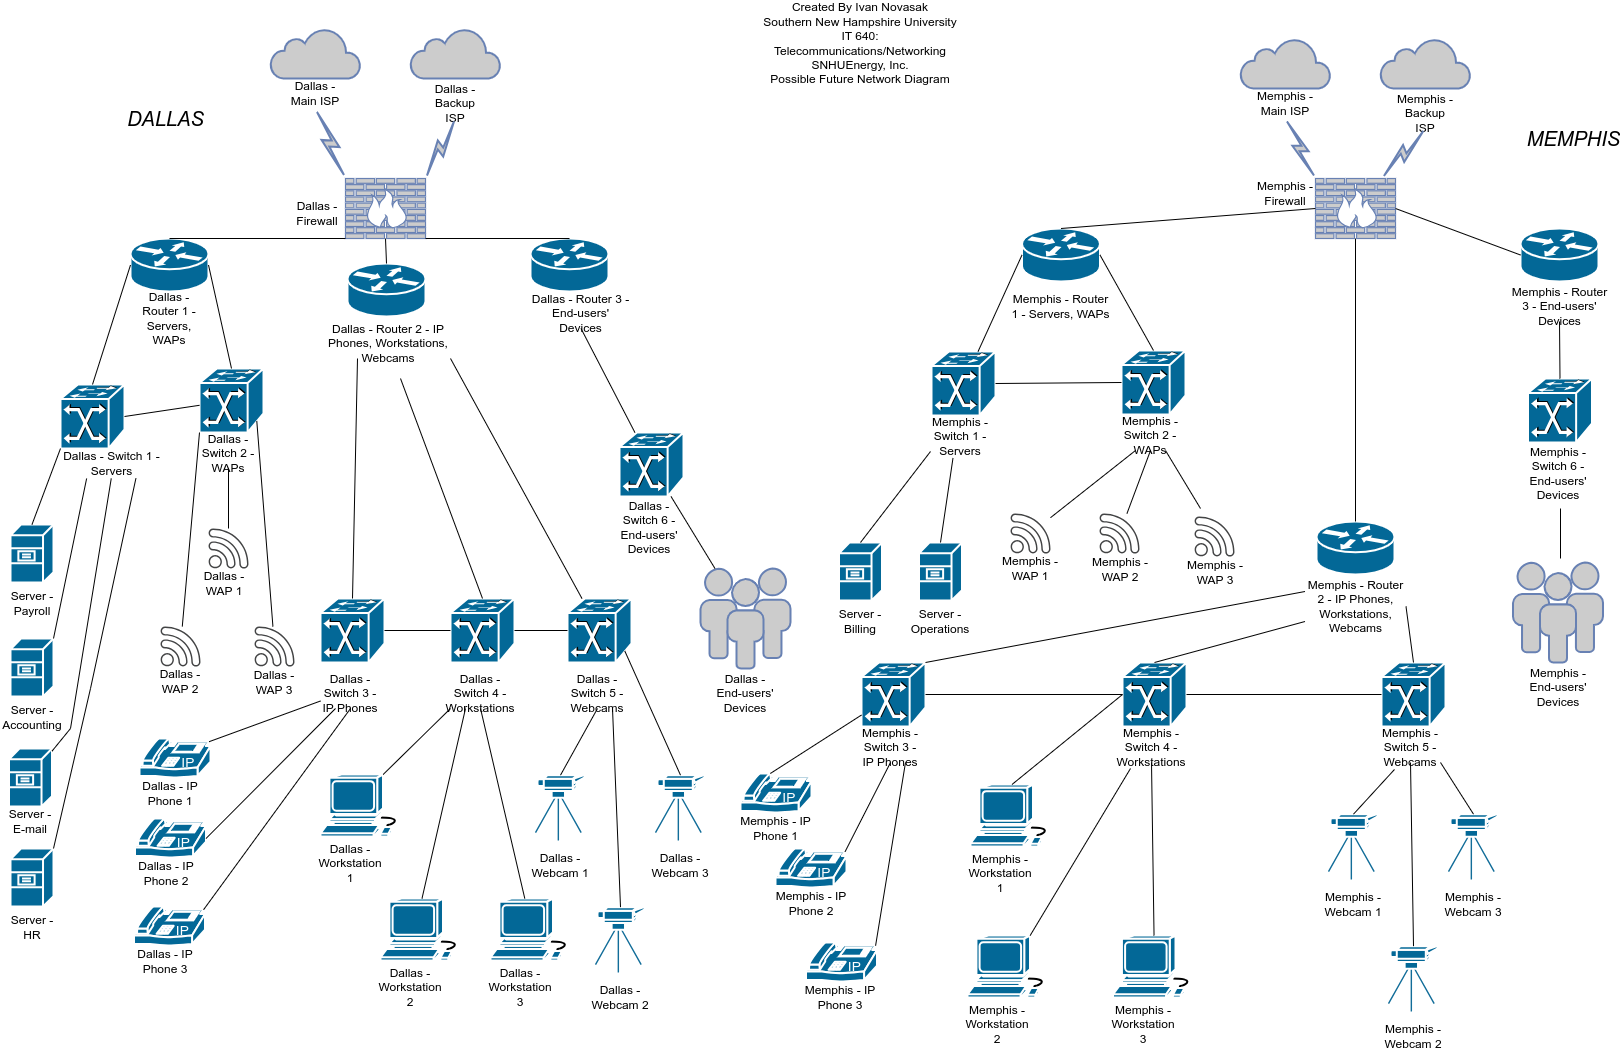 Created By Ivan Novasak
Southern New Hampshire University
IT 640:
Telecommunications/Networking
SNHUEnergy, Inc.
Possible Future Network Diagram
DALLAS
Dallas -
Main ISP
Dallas -
Backup
ISP
Dallas -
Firewall
Dallas -
Router 1 -
Servers,
WAPs
Dallas - Router 2 - IP
Phones, Workstations,
Webcams
Dallas - Router 3 -
End-users'
Devices
Dallas - Switch 1 -
Servers
Dallas -
Switch 2 -
WAPs
Dallas -
Switch 6 -
End-users'
Devices
Server -
Payroll
Server -
Accounting
Server -
E-mail
Server -
HR
Dallas -
WAP 1
Dallas -
WAP 2
Dallas -
WAP 3
Dallas -
Switch 3 -
IP Phones
Dallas -
Switch 4 -
Workstations
Dallas -
Switch 5 -
Webcams
Dallas -
End-users'
Devices
IP
Dallas - IP
Phone 1
IP
Dallas - IP
Phone 2
IP
Dallas - IP
Phone 3
Dallas -
Workstation
1
Dallas -
Workstation
2
Dallas -
Workstation
3
Dallas -
Webcam 1
Dallas -
Webcam 3
Dallas -
Webcam 2
MEMPHIS
Memphis -
Main ISP
Memphis -
Backup
ISP
Memphis -
Firewall
Memphis - Router
1 - Servers, WAPs
Memphis - Router
3 - End-users'
Devices
Memphis -
Switch 1 -
Servers
Memphis -
Switch 2 -
WAPs
Memphis -
Switch 6 -
End-users'
Devices
Server -
Billing
Server -
Operations
Memphis -
WAP 1
Memphis -
WAP 2
Memphis -
WAP 3
Memphis - Router
2 - IP Phones,
Workstations,
Webcams
Memphis -
End-users'
Devices
Memphis -
Switch 3 -
IP Phones
Memphis -
Switch 4 -
Workstations
Memphis -
Switch 5 -
Webcams
IP
Memphis - IP
Phone 1
IP
Memphis - IP
Phone 2
IP
Memphis - IP
Phone 3
Memphis -
Workstation
1
Memphis -
Workstation
2
Memphis -
Workstation
3
Memphis -
Webcam 1
Memphis -
Webcam 3
Memphis -
Webcam 2